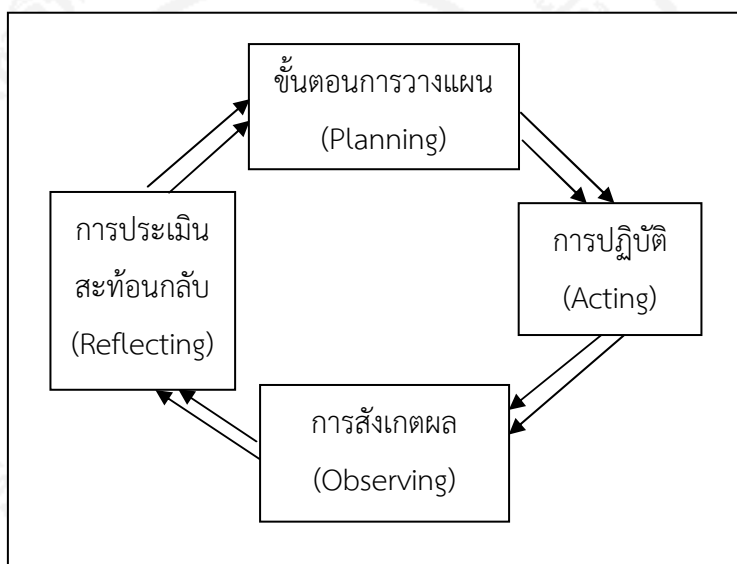 ขั้นตอนการวางแผน
(Planning)
การปฏิบัติ
(Acting)
การสังเกตผล
(Observing)
การประเมิน
สะท้อนกลับ
(Reflecting)